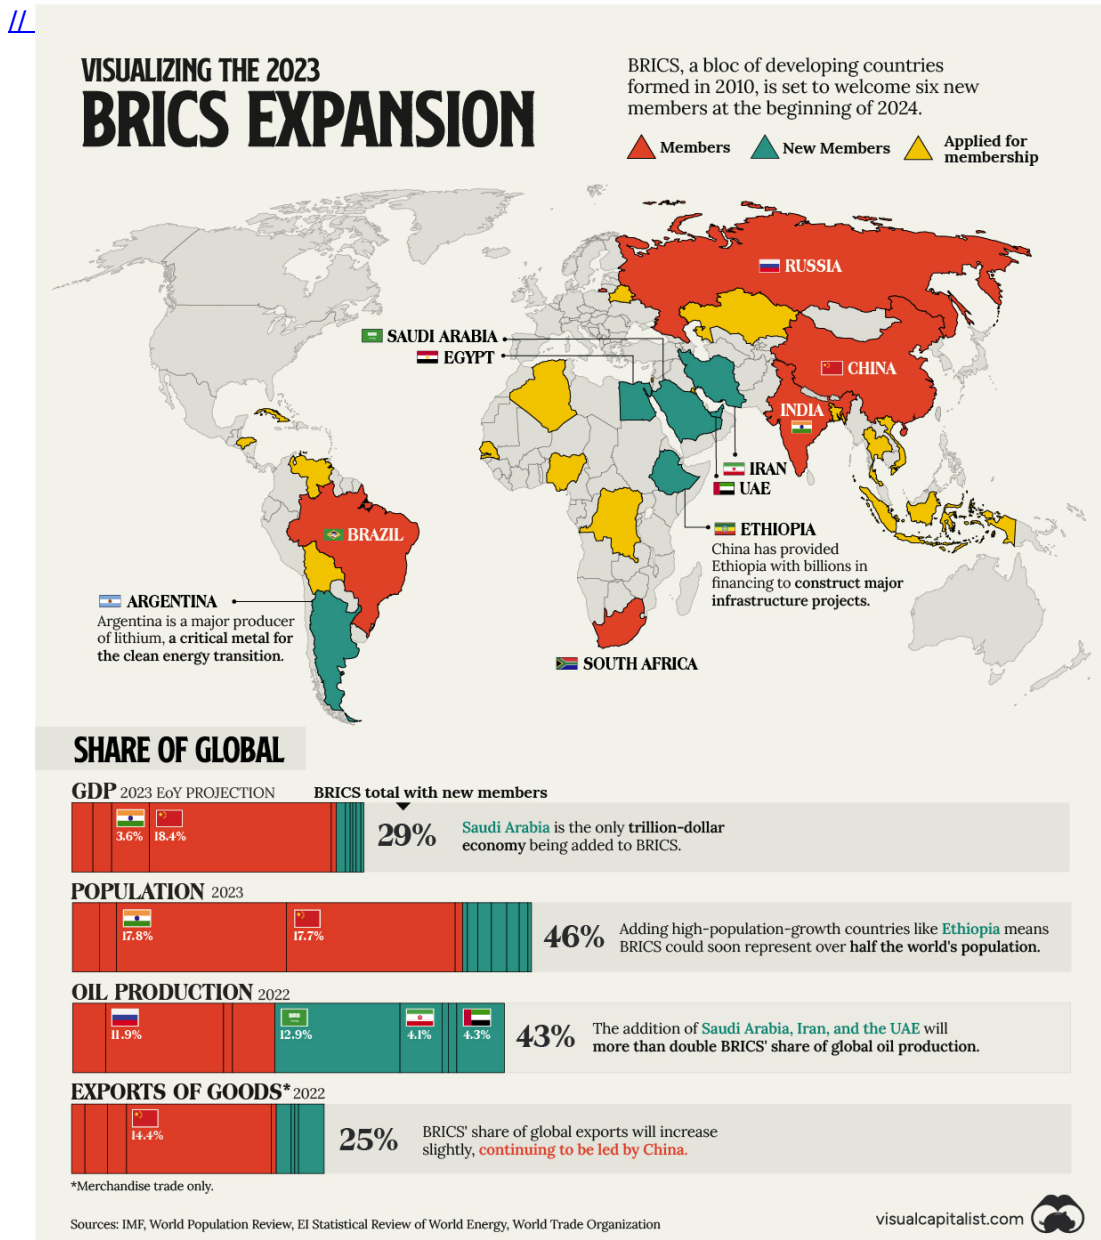 //
VISUALIZING THE 2023
BRICS EXPANSION
BRICS, a bloc of developing countries
formed in 2010, is set to welcome six new
members at the beginning of 2024.
Members
New Members
Applied for
membership
RUSSIA
SAUDI ARABIA
EGYPT
CHINA
INDIA
IRAN
UAE
BRAZIL
ETHIOPIA
China has provided
Ethiopia with billions in
financing to construct major
infrastructure projects.
ARGENTINA
Argentina is a major producer
of lithium, a critical metal for
the clean energy transition.
SOUTH AFRICA
SHARE OF GLOBAL
GDP 2023 EoY PROJECTION
BRICS total with new members
3.6%
18.4%
29%
Saudi Arabia is the only trillion-dollar
economy being added to BRICS.
POPULATION 2023
17.8%
17.7%
46%
Adding high-population-growth countries like Ethiopia means
BRICS could soon represent over half the world's population.
OIL PRODUCTION 2022
11.9%
12.9%
4.1%
4.3%
43%
The addition of Saudi Arabia, Iran, and the UAE will
more than double BRICS' share of global oil production.
EXPORTS OF GOODS* 2022
14.4%
25%
BRICS' share of global exports will increase
slightly, continuing to be led by China.
*Merchandise trade only.
Sources: IMF, World Population Review, EI Statistical Review of World Energy, World Trade Organization
visualcapitalist.com